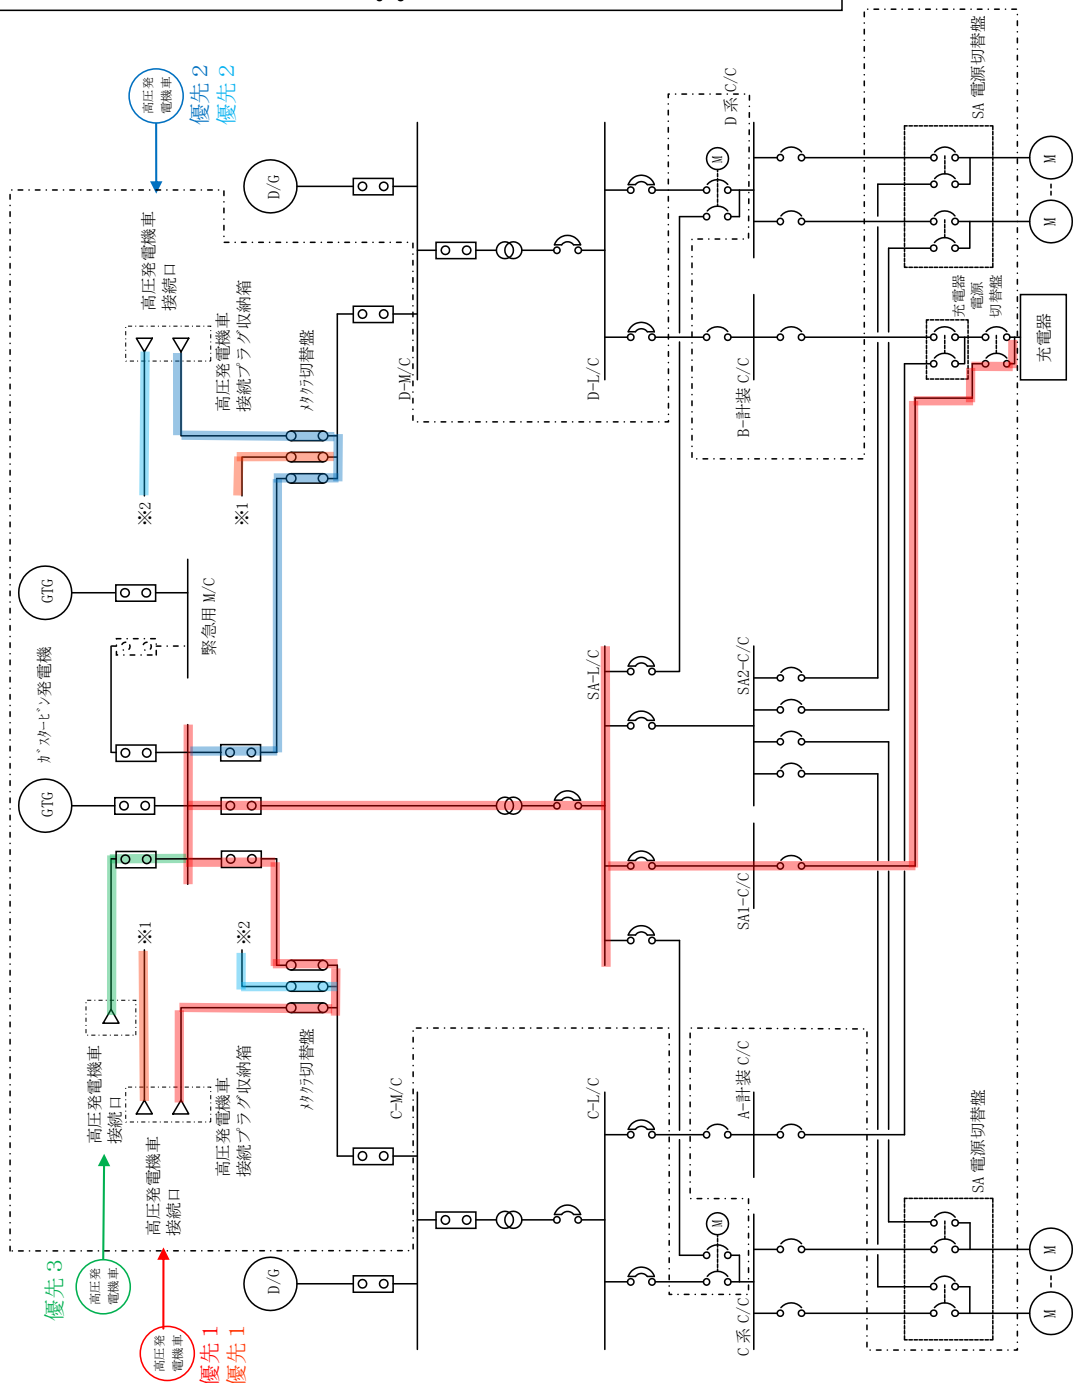 高圧発
電機車
優先２
優先２
高圧発電機車
接続口
D/G
高圧発電機車
接続プラグ収納箱
ﾒﾀｸﾗ切替盤
D-M/C
D-L/C
D系C/C
M
SA電源切替盤
M
M
B-計装C/C
充電器
電源
切替盤
充電器
※2
※1
GTG
緊急用M/C
ｶﾞｽﾀｰﾋﾞﾝ発電機
GTG
SA-L/C
SA2-C/C
SA1-C/C
※1
※2
高圧発電機車
接続口
高圧発電機車
接続口
高圧発電機車
接続プラグ収納箱
ﾒﾀｸﾗ切替盤
C-M/C
C-L/C
A-計装C/C
SA電源切替盤
優先３
高圧発
電機車
D/G
M
C系C/C
M
M
高圧発
電機車
優先１
優先１